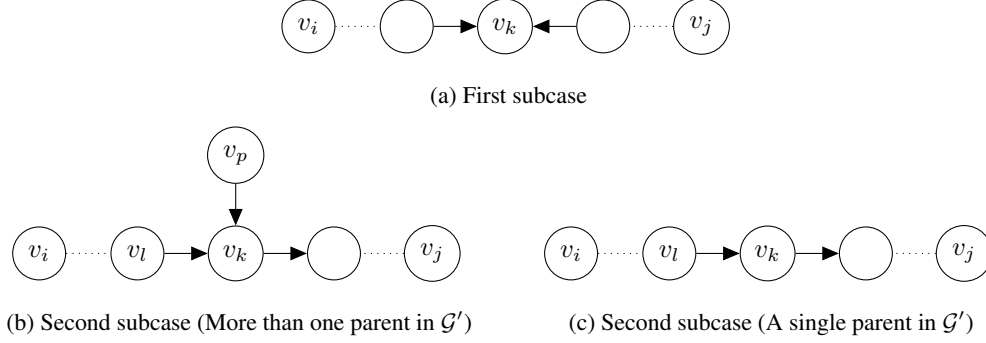 v_i v_k v_j
(a) First subcase
v_p
v_i v_l v_k v_j v_i v_l v_k v_j
(b) Second subcase (More than one parent in 𝒢′) (c) Second subcase (A single parent in 𝒢′)